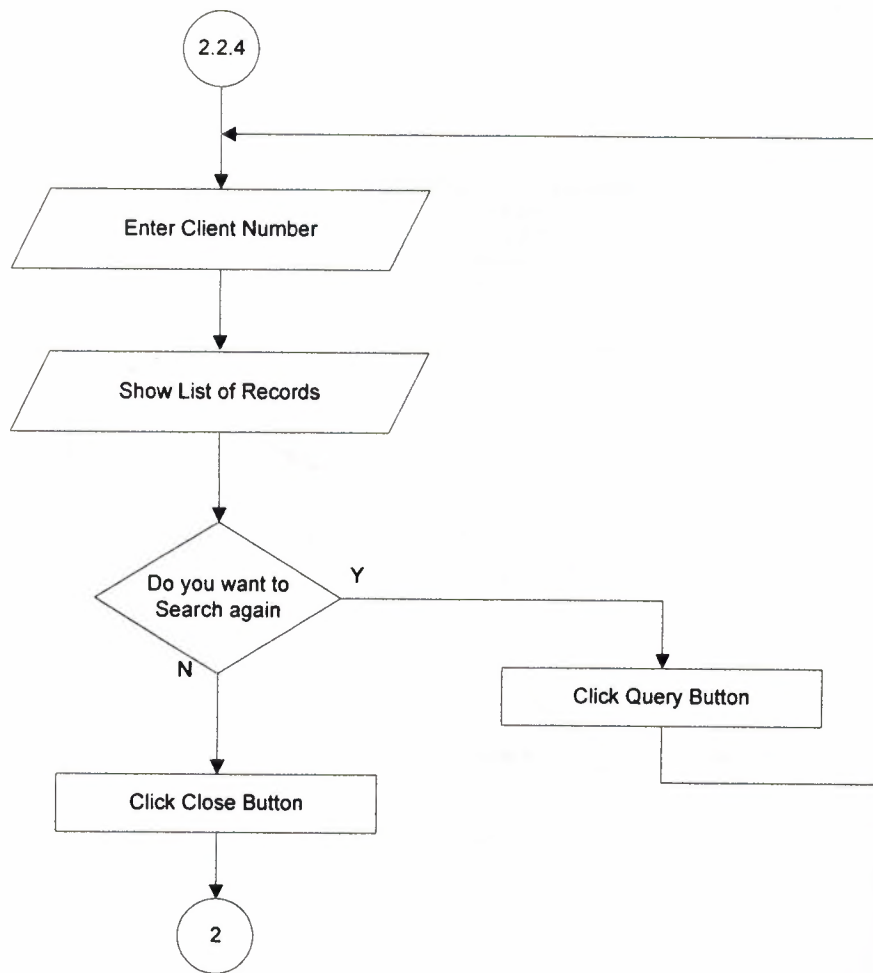 2.2.4
Enter Client Number
Show List of Records
Do you want to
Search again
Y
N
Click Query Button
Click Close Button
2